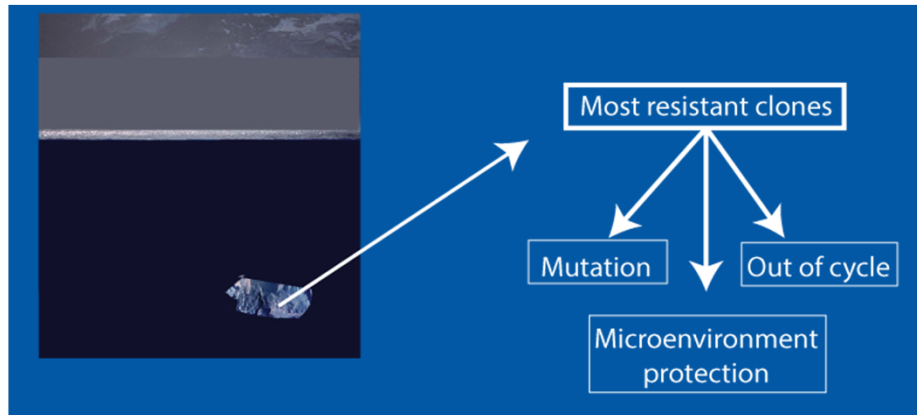 Most resistant clones
Mutation
Out of cycle
Microenvironment
protection